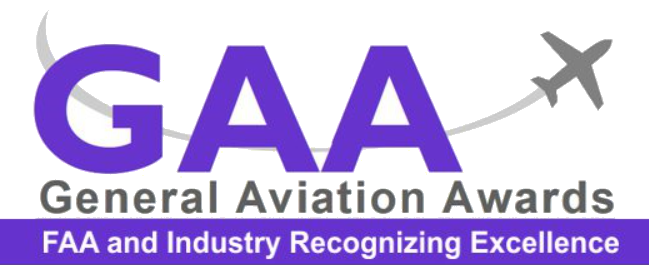 GAA
General Aviation Awards
FAA and Industry Recognizing Excellence